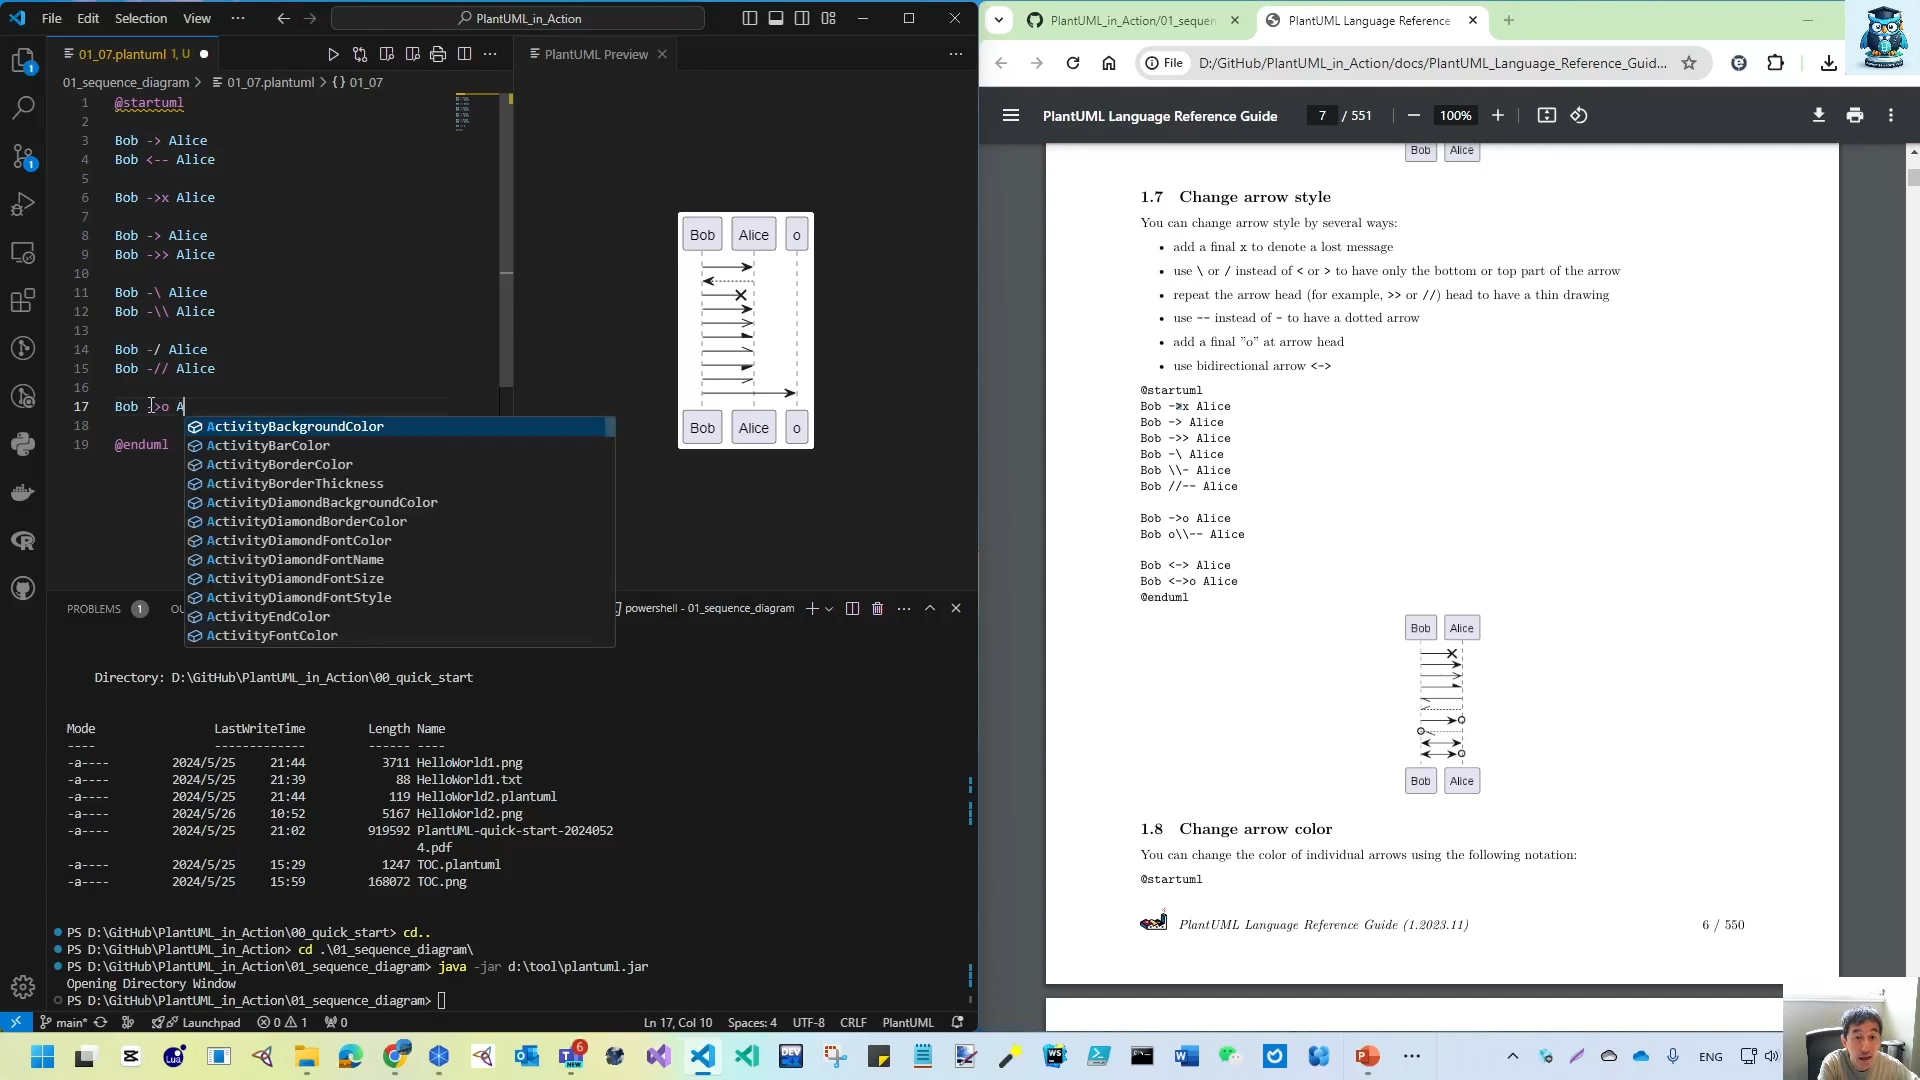 File Edit Selection View ··· PlantUML_in_Action
01_07.plantuml 1, U
PlantUML Preview
01_sequence_diagram > 01_07.plantuml > {} 01_07
1 @startuml
2
3 Bob -> Alice
4 Bob <-- Alice
5
6 Bob ->x Alice
7
8 Bob -> Alice
9 Bob ->> Alice
10
11 Bob -\ Alice
12 Bob -\\ Alice
13
14 Bob -/ Alice
15 Bob -// Alice
16
17 Bob ->o A
18
19 @enduml
ActivityBackgroundColor
ActivityBarColor
ActivityBorderColor
ActivityBorderThickness
ActivityDiamondBackgroundColor
ActivityDiamondBorderColor
ActivityDiamondFontColor
ActivityDiamondFontName
ActivityDiamondFontSize
ActivityDiamondFontStyle
ActivityEndColor
ActivityFontColor
Bob Alice o
Bob Alice o
PROBLEMS 1 OU
powershell - 01_sequence_diagram
Directory: D:\GitHub\PlantUML_in_Action\00_quick_start
Mode LastWriteTime Length Name
---- ------------- ------ ----
-a---- 2024/5/25 21:44 3711 HelloWorld1.png
-a---- 2024/5/25 21:39 88 HelloWorld1.txt
-a---- 2024/5/25 21:44 119 HelloWorld2.plantuml
-a---- 2024/5/26 10:52 5167 HelloWorld2.png
-a---- 2024/5/25 21:02 919592 PlantUML-quick-start-2024052
4.pdf
-a---- 2024/5/25 15:29 1247 TOC.plantuml
-a---- 2024/5/25 15:59 168072 TOC.png
PS D:\GitHub\PlantUML_in_Action\00_quick_start> cd..
PS D:\GitHub\PlantUML_in_Action> cd .\01_sequence_diagram\
PS D:\GitHub\PlantUML_in_Action\01_sequence_diagram> java -jar d:\tool\plantuml.jar
Opening Directory Window
PS D:\GitHub\PlantUML_in_Action\01_sequence_diagram>
main* Launchpad 0 1 0 Ln 17, Col 10 Spaces: 4 UTF-8 CRLF PlantUML
PlantUML_in_Action/01_sequen
PlantUML Language Reference
File D:/GitHub/PlantUML_in_Action/docs/PlantUML_Language_Reference_Guid...
PlantUML Language Reference Guide 7 / 551 100%
Bob Alice
1.7 Change arrow style
You can change arrow style by several ways:
• add a final x to denote a lost message
• use \ or / instead of < or > to have only the bottom or top part of the arrow
• repeat the arrow head (for example, >> or //) head to have a thin drawing
• use -- instead of - to have a dotted arrow
• add a final "o" at arrow head
• use bidirectional arrow <->
@startuml
Bob ->x Alice
Bob -> Alice
Bob ->> Alice
Bob -\ Alice
Bob \\- Alice
Bob //-- Alice
Bob ->o Alice
Bob o\\-- Alice
Bob <-> Alice
Bob <->o Alice
@enduml
Bob Alice
Bob Alice
1.8 Change arrow color
You can change the color of individual arrows using the following notation:
@startuml
PlantUML Language Reference Guide (1.2023.11) 6 / 550
6
NEW
Lua
DEV
WS
ENG